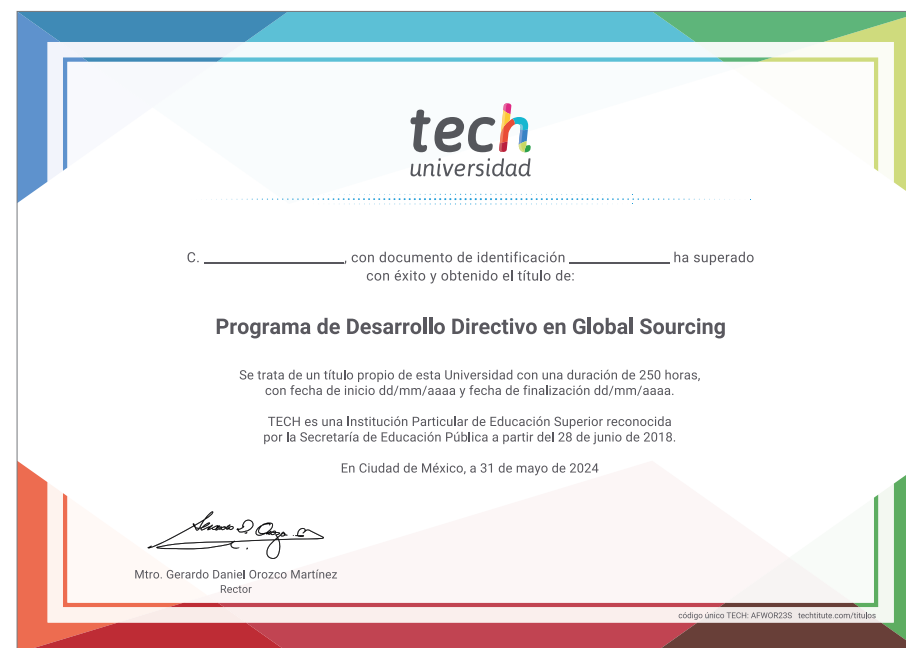 tech
universidad
C. ____________, con documento de identificación ____________ ha superado
con éxito y obtenido el título de:
Programa de Desarrollo Directivo en Global Sourcing
Se trata de un título propio de esta Universidad con una duración de 250 horas,
con fecha de inicio dd/mm/aaaa y fecha de finalización dd/mm/aaaa.
TECH es una Institución Particular de Educación Superior reconocida
por la Secretaría de Educación Pública a partir del 28 de junio de 2018.
En Ciudad de México, a 31 de mayo de 2024
Mtro. Gerardo Daniel Orozco Martínez
Rector
código único TECH: AFWOR23S techtitute.com/titulos